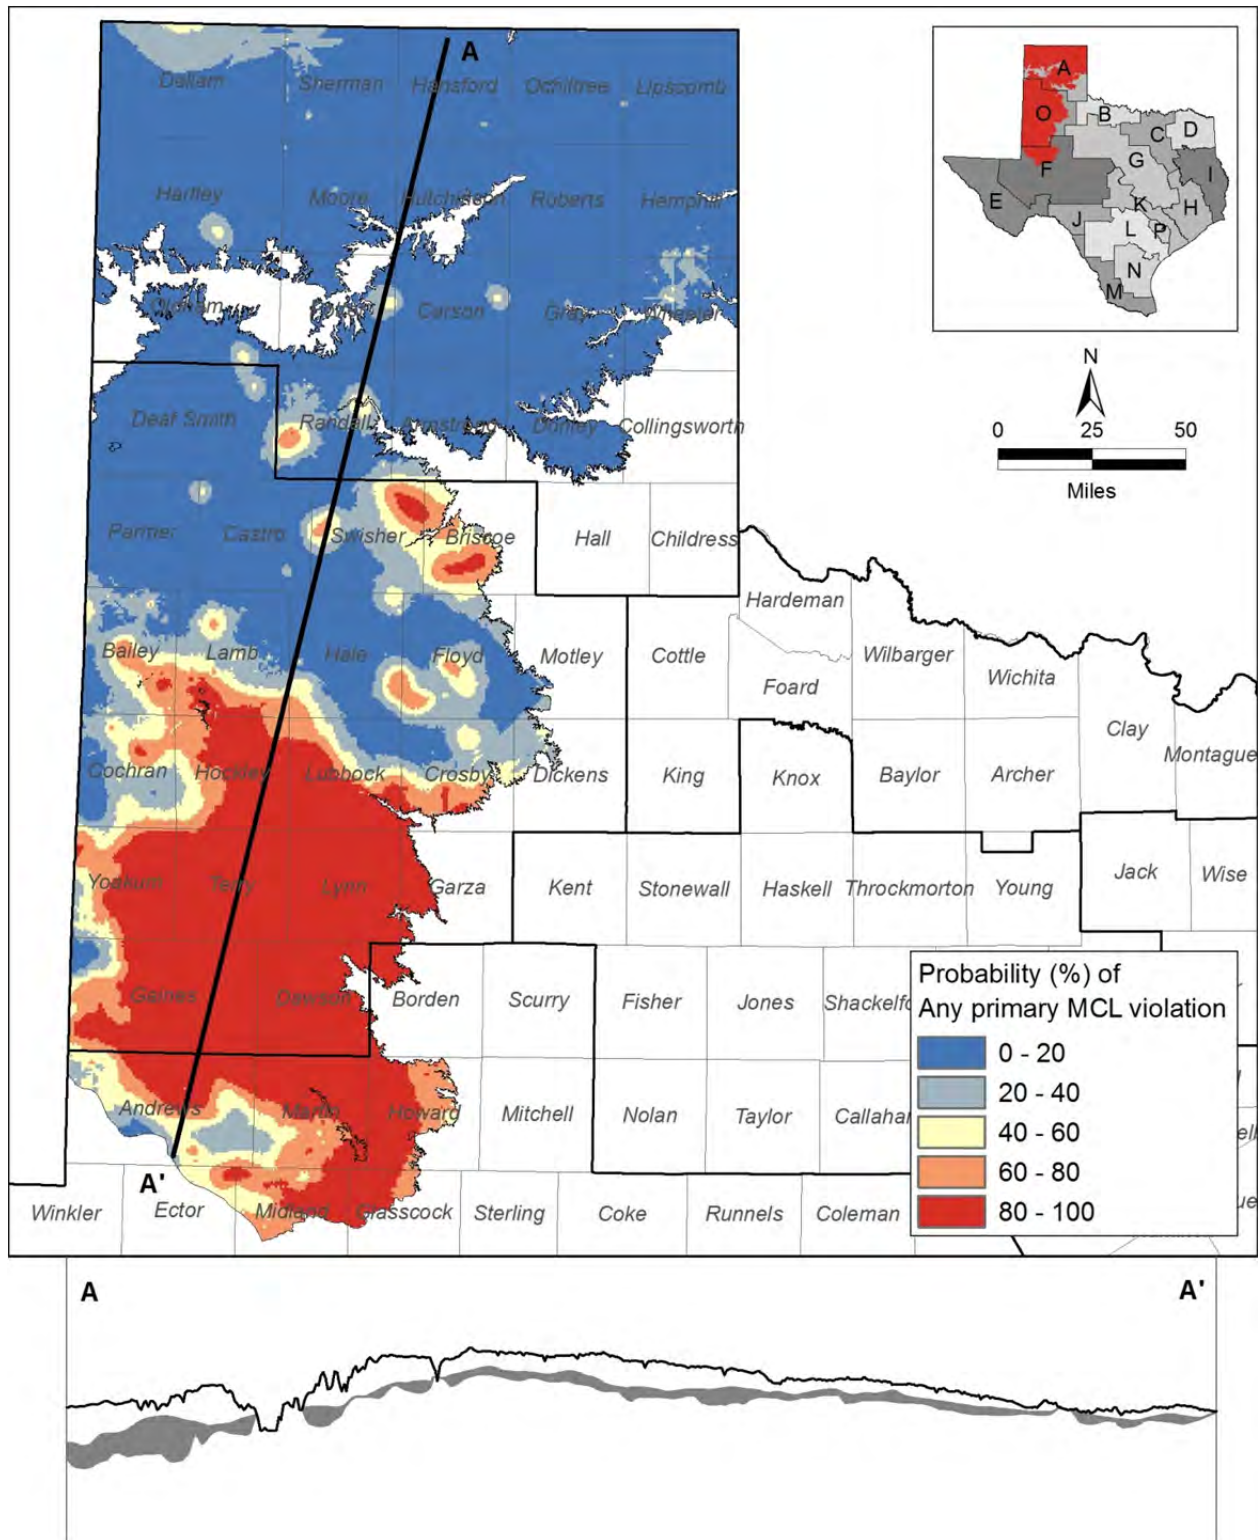 A
Dallam
Sherman
Hansford
Ochiltree
Lipscomb
Hartley
Moore
Hutchinson
Roberts
Hemphill
Oldham
Potter
Carson
Gray
Wheeler
Deaf Smith
Randall
Armstrong
Donley
Collingsworth
Parmer
Castro
Swisher
Briscoe
Hall
Childress
Hardeman
Bailey
Lamb
Hale
Floyd
Motley
Cottle
Foard
Wilbarger
Wichita
Clay
Montague
Cochran
Hockley
Lubbock
Crosby
Dickens
King
Knox
Baylor
Archer
Yoakum
Terry
Lynn
Garza
Kent
Stonewall
Haskell
Throckmorton
Young
Jack
Wise
Gaines
Dawson
Borden
Scurry
Fisher
Jones
Shackelfo
Andrews
Martin
Howard
Mitchell
Nolan
Taylor
Callahan
A'
Winkler
Ector
Midland
Glasscock
Sterling
Coke
Runnels
Coleman
A
O
B
C
D
F
G
E
I
J
K
H
L
P
N
M
N
0 25 50
Miles
Probability (%) of
Any primary MCL violation
0 - 20
20 - 40
40 - 60
60 - 80
80 - 100
A
A'